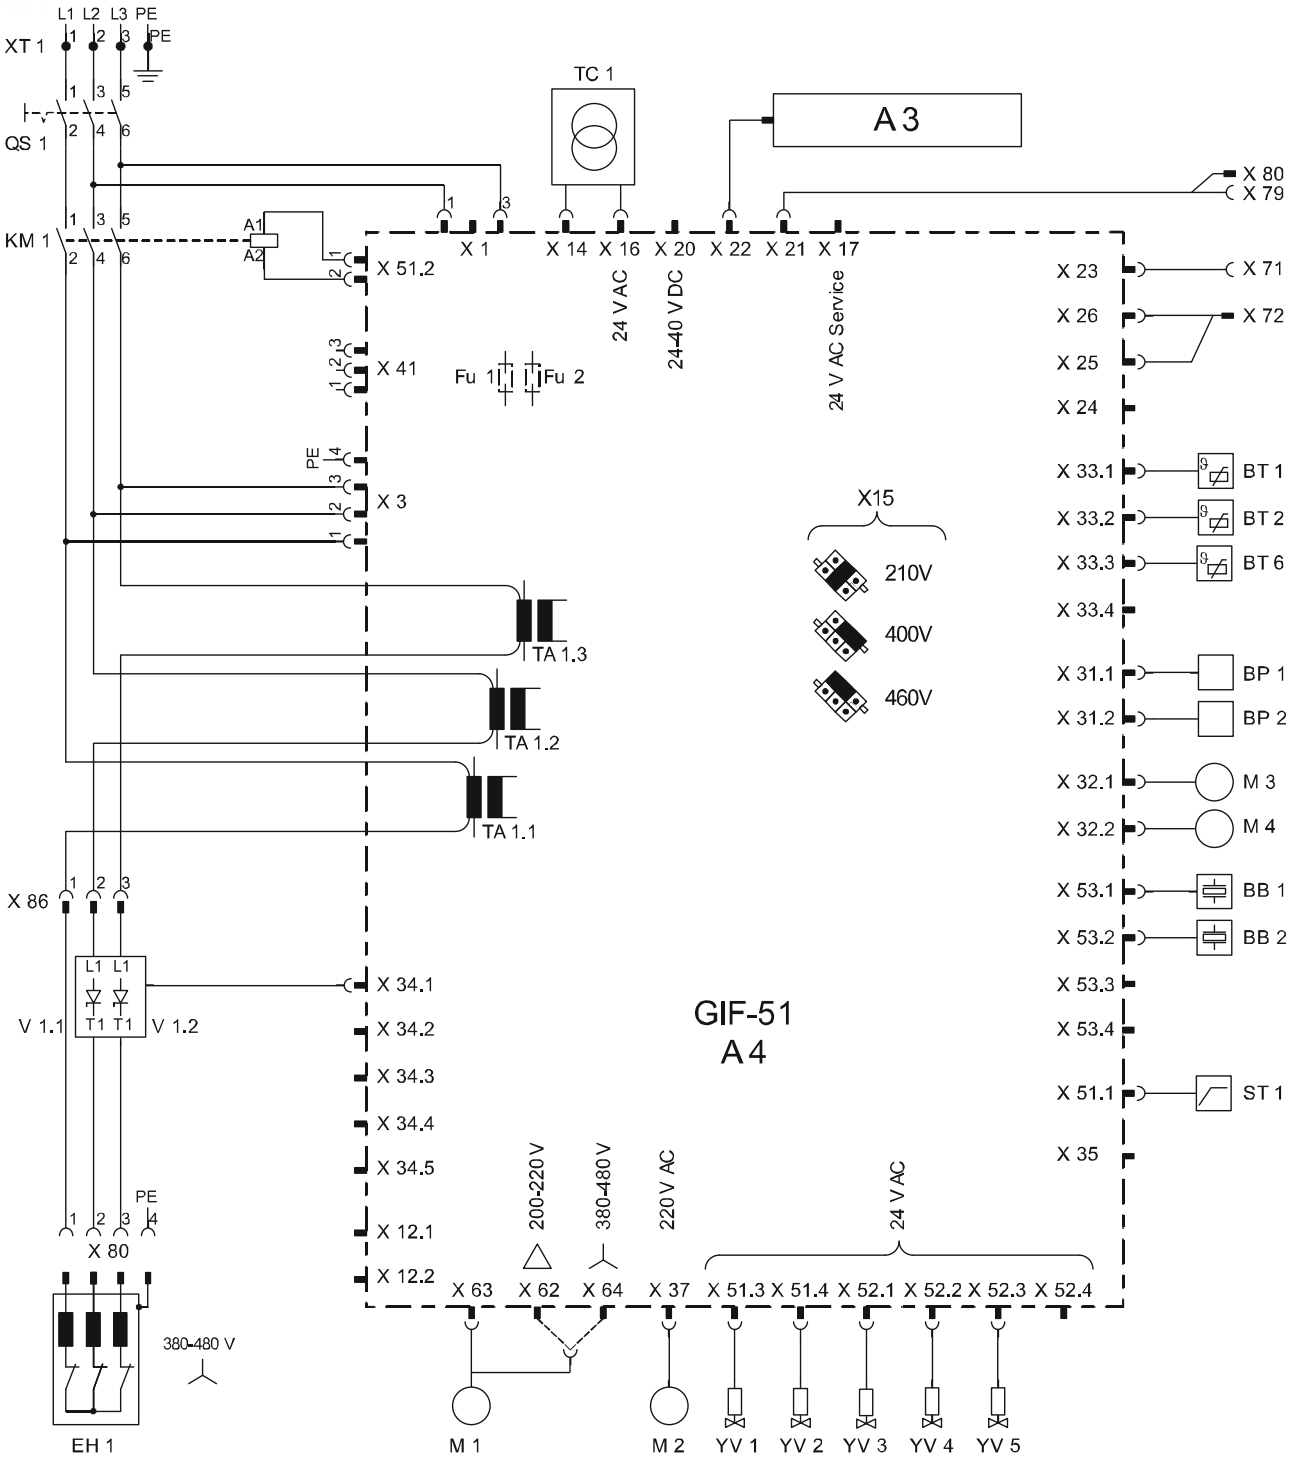 L1 L2 L3 PE
XT 1
1 2 3 PE
1 3 5
QS 1
2 4 6
TC 1
A 3
X 80
X 79
1 3
KM 1
1 3 5
2 4 6
A1
A2
1
2
X 51.2
X 1
X 14
X 16
X 20
X 22
X 21
X 17
24 V AC
24-40 V DC
24 V AC Service
X 23
X 71
X 26
X 72
X 25
X 24
3
2
1
X 41
Fu 1
Fu 2
PE
4
3
2
1
X 3
X 33.1
BT 1
X 33.2
BT 2
X 33.3
BT 6
X 33.4
ϑ
ϑ
ϑ
X15
210V
400V
460V
TA 1.3
TA 1.2
TA 1.1
X 31.1
BP 1
X 31.2
BP 2
X 32.1
M 3
X 32.2
M 4
X 53.1
BB 1
X 53.2
BB 2
X 53.3
X 53.4
X 51.1
ST 1
X 35
X 86
1 2 3
L1 L1
T1 T1
V 1.1
V 1.2
X 34.1
X 34.2
X 34.3
X 34.4
X 34.5
X 12.1
X 12.2
GIF-51
A 4
PE
1 2 3 4
X 80
380-480 V
EH 1
200-220 V
380-480 V
220 V AC
24 V AC
X 63
X 62
X 64
X 37
X 51.3
X 51.4
X 52.1
X 52.2
X 52.3
X 52.4
M 1
M 2
YV 1
YV 2
YV 3
YV 4
YV 5